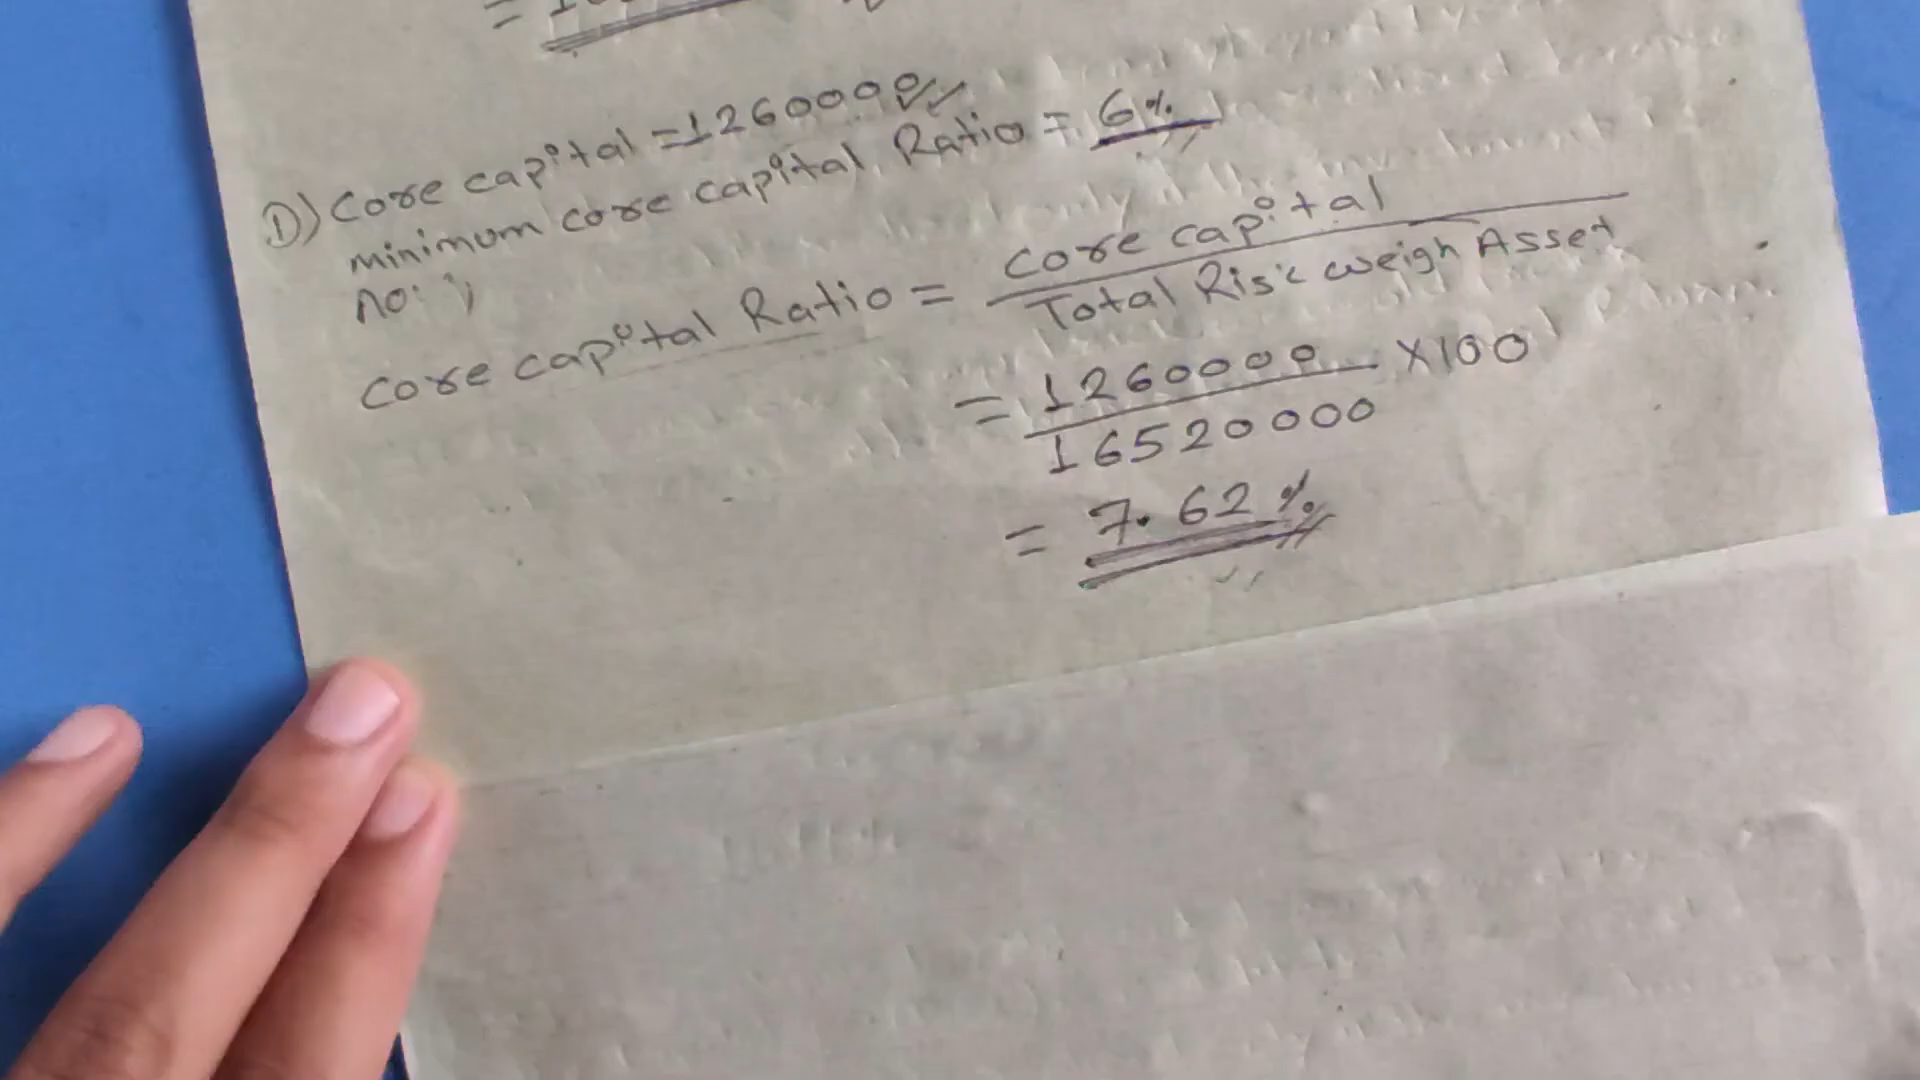 D) Core capital = 1260000
minimum core capital Ratio = 6%
no:
core capital Ratio = core capital
Total Risk weigh Asset
= 1260000 X100
16520000
= 7.62%